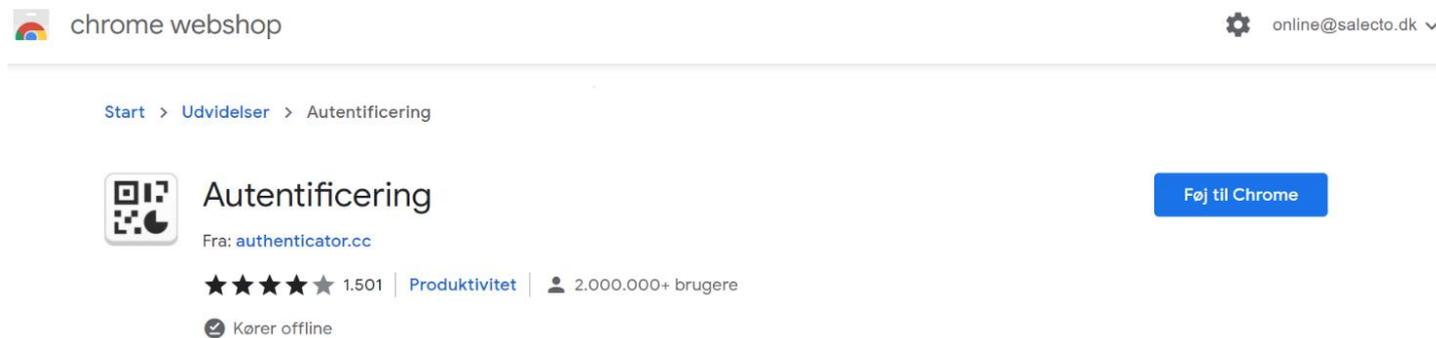 chrome webshop
online@salecto.dk
Start > Udvidelser > Autentificering
Autentificering
Føj til Chrome
Fra: authenticator.cc
1.501 | Produktivitet | 2.000.000+ brugere
Kører offline